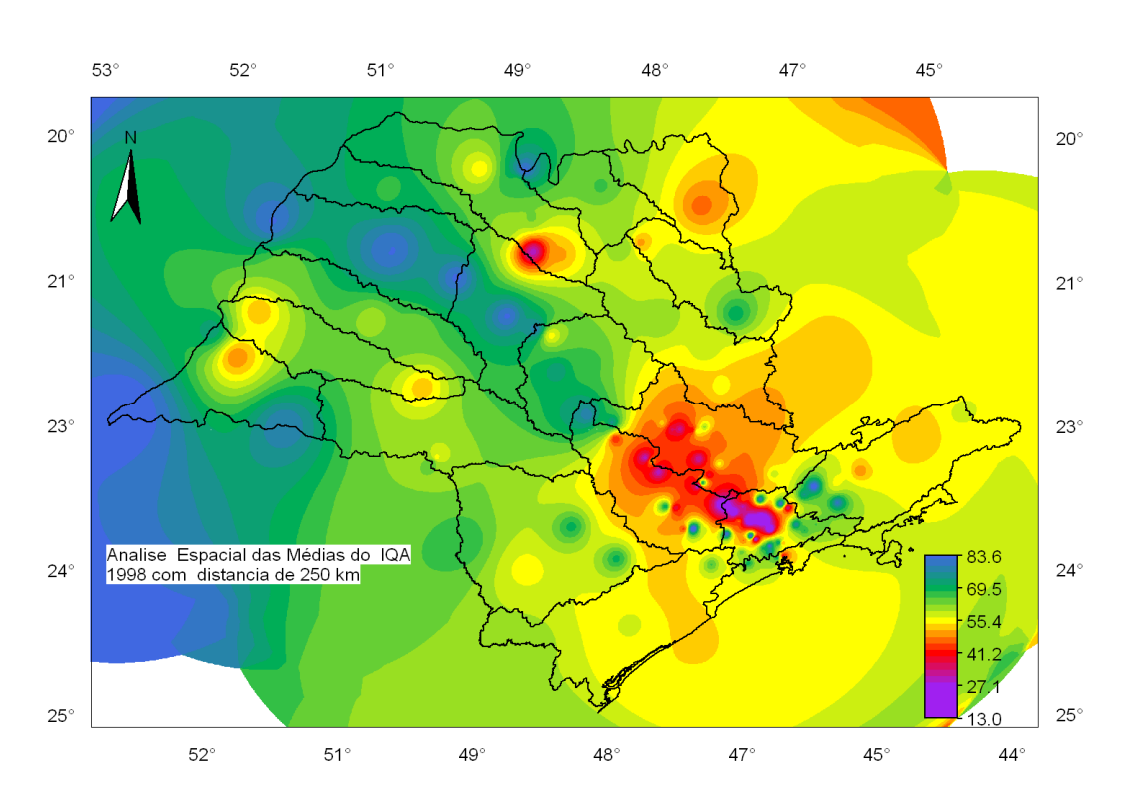 53° 52° 51° 50° 49° 48° 47° 45°
N
20° 20°
21° 21°
23° 23°
24° 24°
25° 25°
Analise Espacial das Médias do IQA
1998 com distancia de 250 km
83.6
69.5
55.4
41.2
27.1
13.0
52° 51° 49° 48° 47° 45° 44°